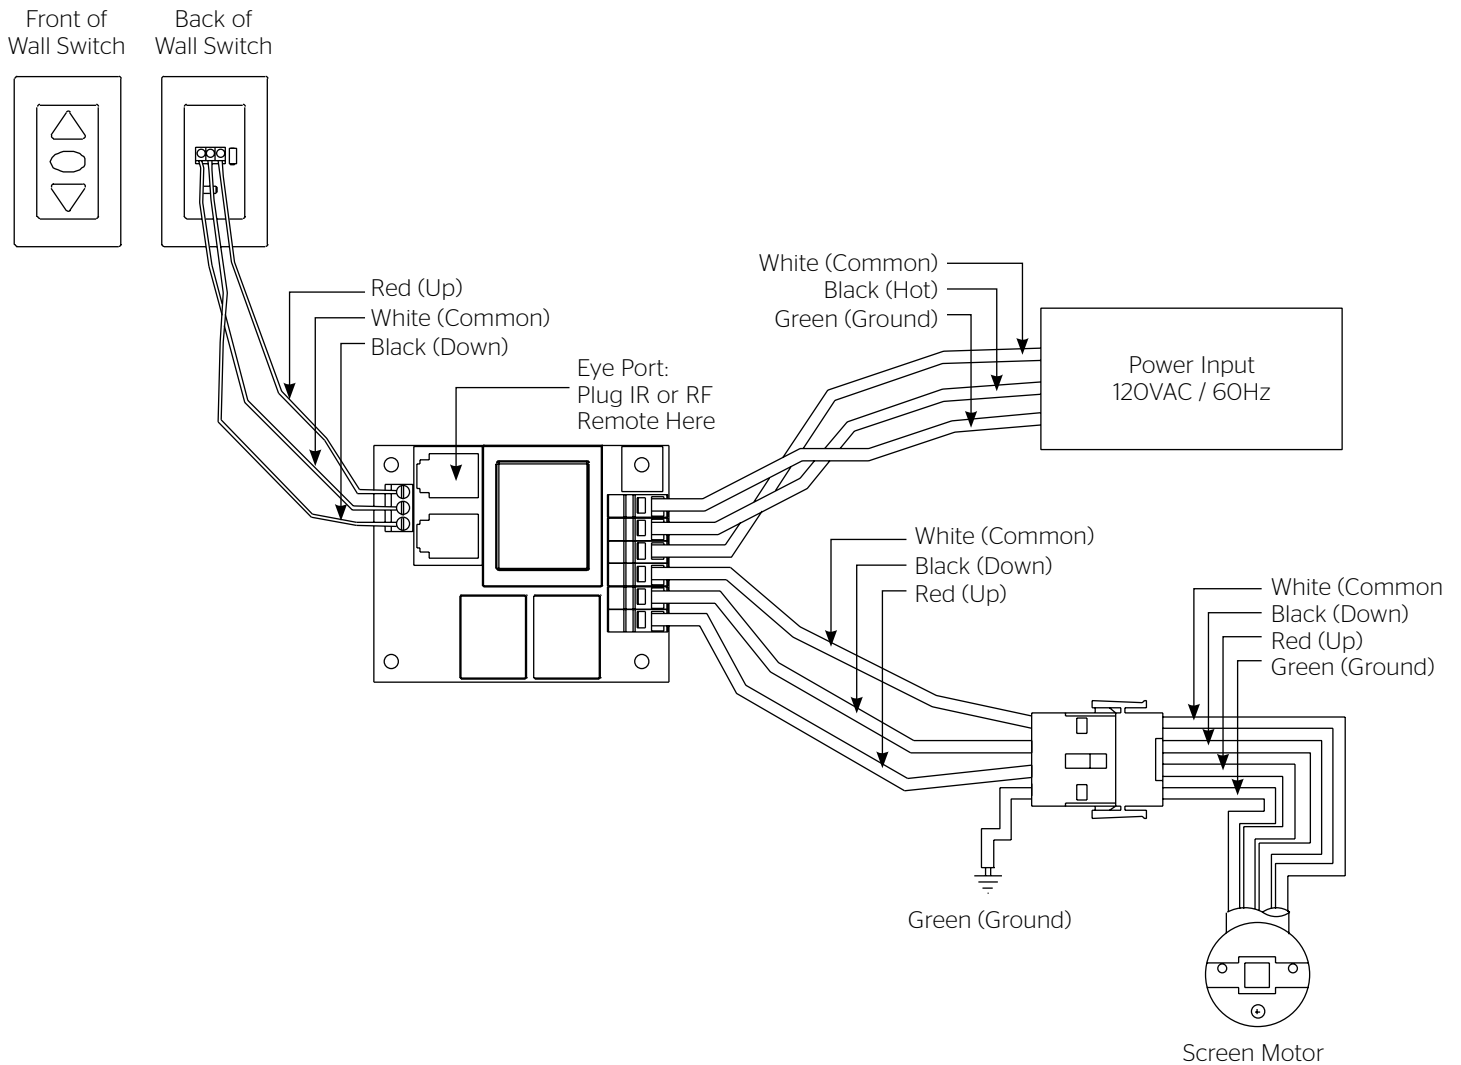 Front of
Wall Switch
Back of
Wall Switch
Red (Up)
White (Common)
Black (Down)
Eye Port:
Plug IR or RF
Remote Here
White (Common)
Black (Hot)
Green (Ground)
Power Input
120VAC / 60Hz
White (Common)
Black (Down)
Red (Up)
White (Common
Black (Down)
Red (Up)
Green (Ground)
Green (Ground)
Screen Motor